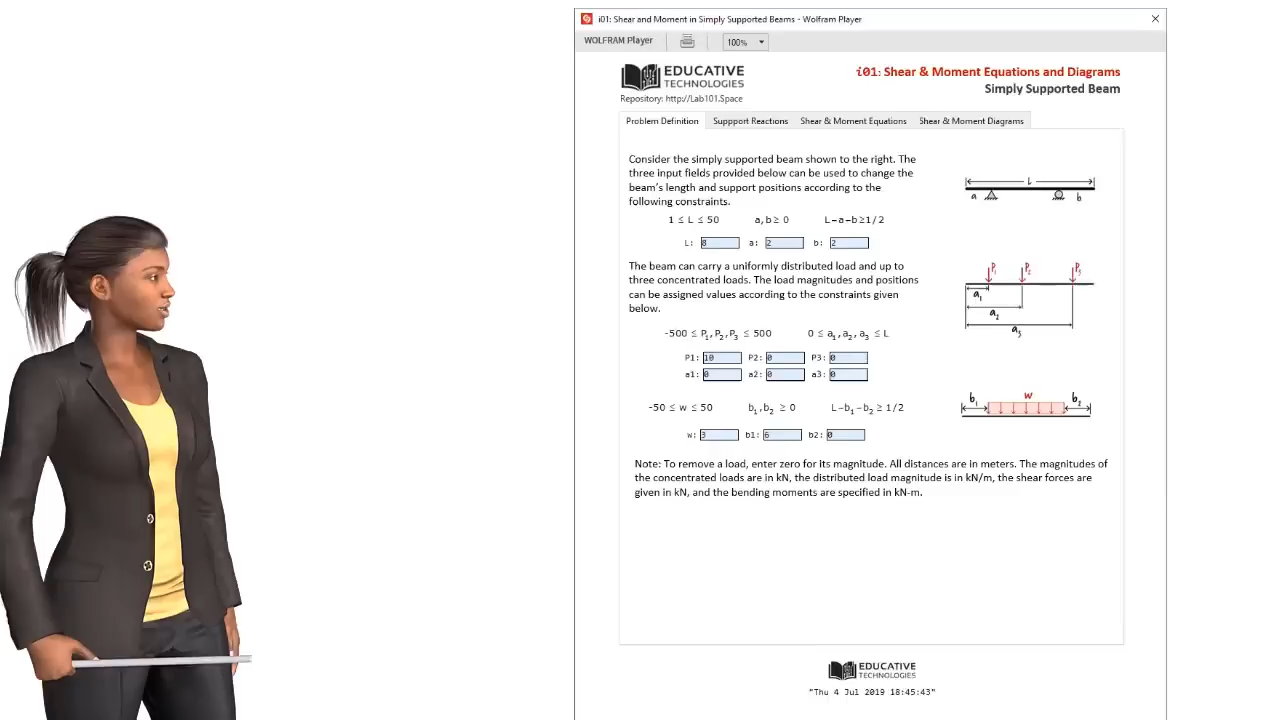 i01: Shear and Moment in Simply Supported Beams - Wolfram Player
WOLFRAM Player
100%
EDUCATIVE
TECHNOLOGIES
Repository: http://Lab101.Space
i01: Shear & Moment Equations and Diagrams
Simply Supported Beam
Problem Definition
Suppport Reactions
Shear & Moment Equations
Shear & Moment Diagrams
Consider the simply supported beam shown to the right. The
three input fields provided below can be used to change the
beam's length and support positions according to the
following constraints.
1 ≤ L ≤ 50 a,b≥ 0 L-a-b≥1/2
L: 8 a: 2 b: 2
L
a b
The beam can carry a uniformly distributed load and up to
three concentrated loads. The load magnitudes and positions
can be assigned values according to the constraints given
below.
P₁ P₂ P₃
a₁
a₂
a₃
-500 ≤ P₁,P₂,P₃ ≤ 500 0 ≤ a₁,a₂,a₃ ≤ L
P1: 10 P2: 0 P3: 0
a1: 0 a2: 0 a3: 0
-50 ≤ w ≤ 50 b₁,b₂ ≥ 0 L-b₁-b₂ ≥ 1/2
w: 3 b1: 6 b2: 0
b₁ w b₂
Note: To remove a load, enter zero for its magnitude. All distances are in meters. The magnitudes of
the concentrated loads are in kN, the distributed load magnitude is in kN/m, the shear forces are
given in kN, and the bending moments are specified in kN-m.
EDUCATIVE
TECHNOLOGIES
"Thu 4 Jul 2019 18:45:43"